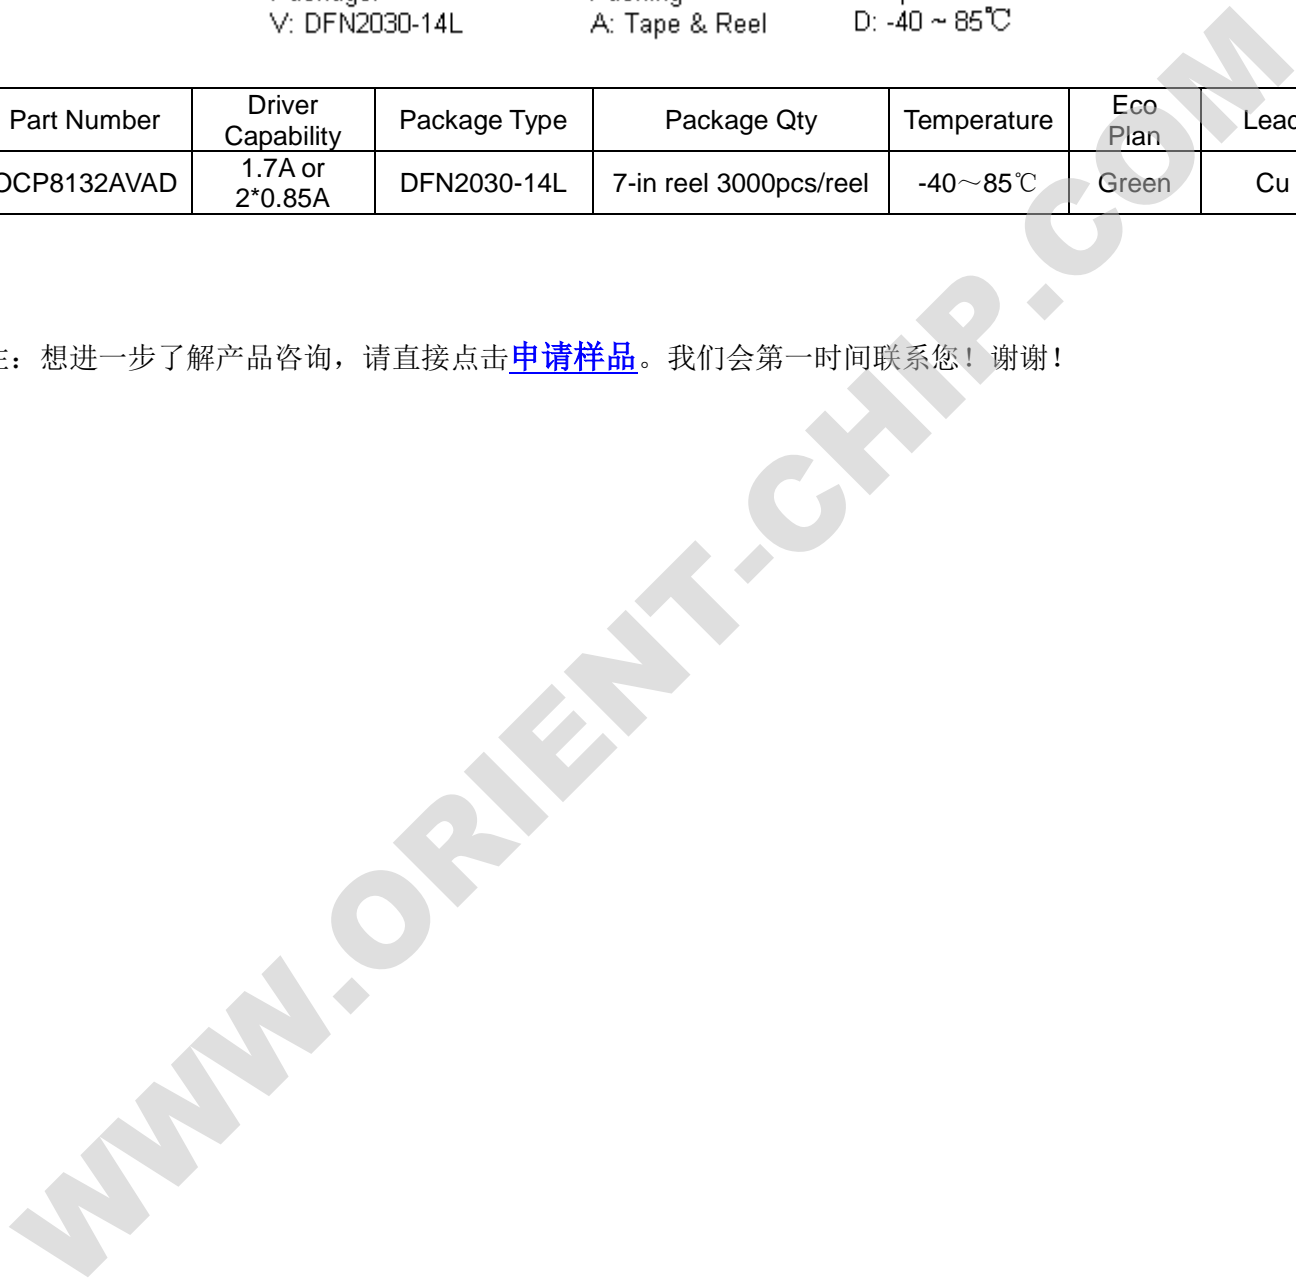 V: DFN2030-14L A: Tape & Reel D: -40 ~ 85℃
Part Number Driver Capability Package Type Package Qty Temperature Eco Plan Lead
OCP8132AVAD 1.7A or 2*0.85A DFN2030-14L 7-in reel 3000pcs/reel -40～85℃ Green Cu
：想进一步了解产品咨询，请直接点击申请样品。我们会第一时间联系您！谢谢！
WWW.ORIENT-CHIP.COM